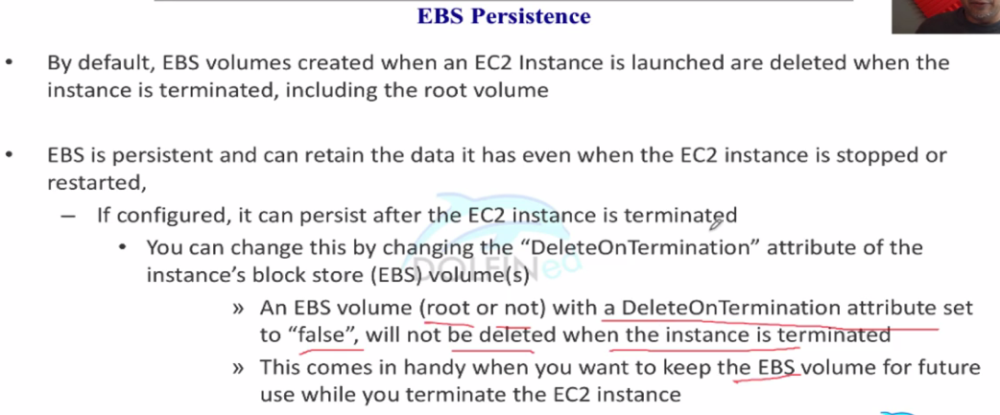 EBS Persistence
• By default, EBS volumes created when an EC2 Instance is launched are deleted when the
instance is terminated, including the root volume
• EBS is persistent and can retain the data it has even when the EC2 instance is stopped or
restarted,
– If configured, it can persist after the EC2 instance is terminated
• You can change this by changing the “DeleteOnTermination” attribute of the
instance’s block store (EBS) volume(s)
DOLFINed
» An EBS volume (root or not) with a DeleteOnTermination attribute set
to “false”, will not be deleted when the instance is terminated
» This comes in handy when you want to keep the EBS volume for future
use while you terminate the EC2 instance